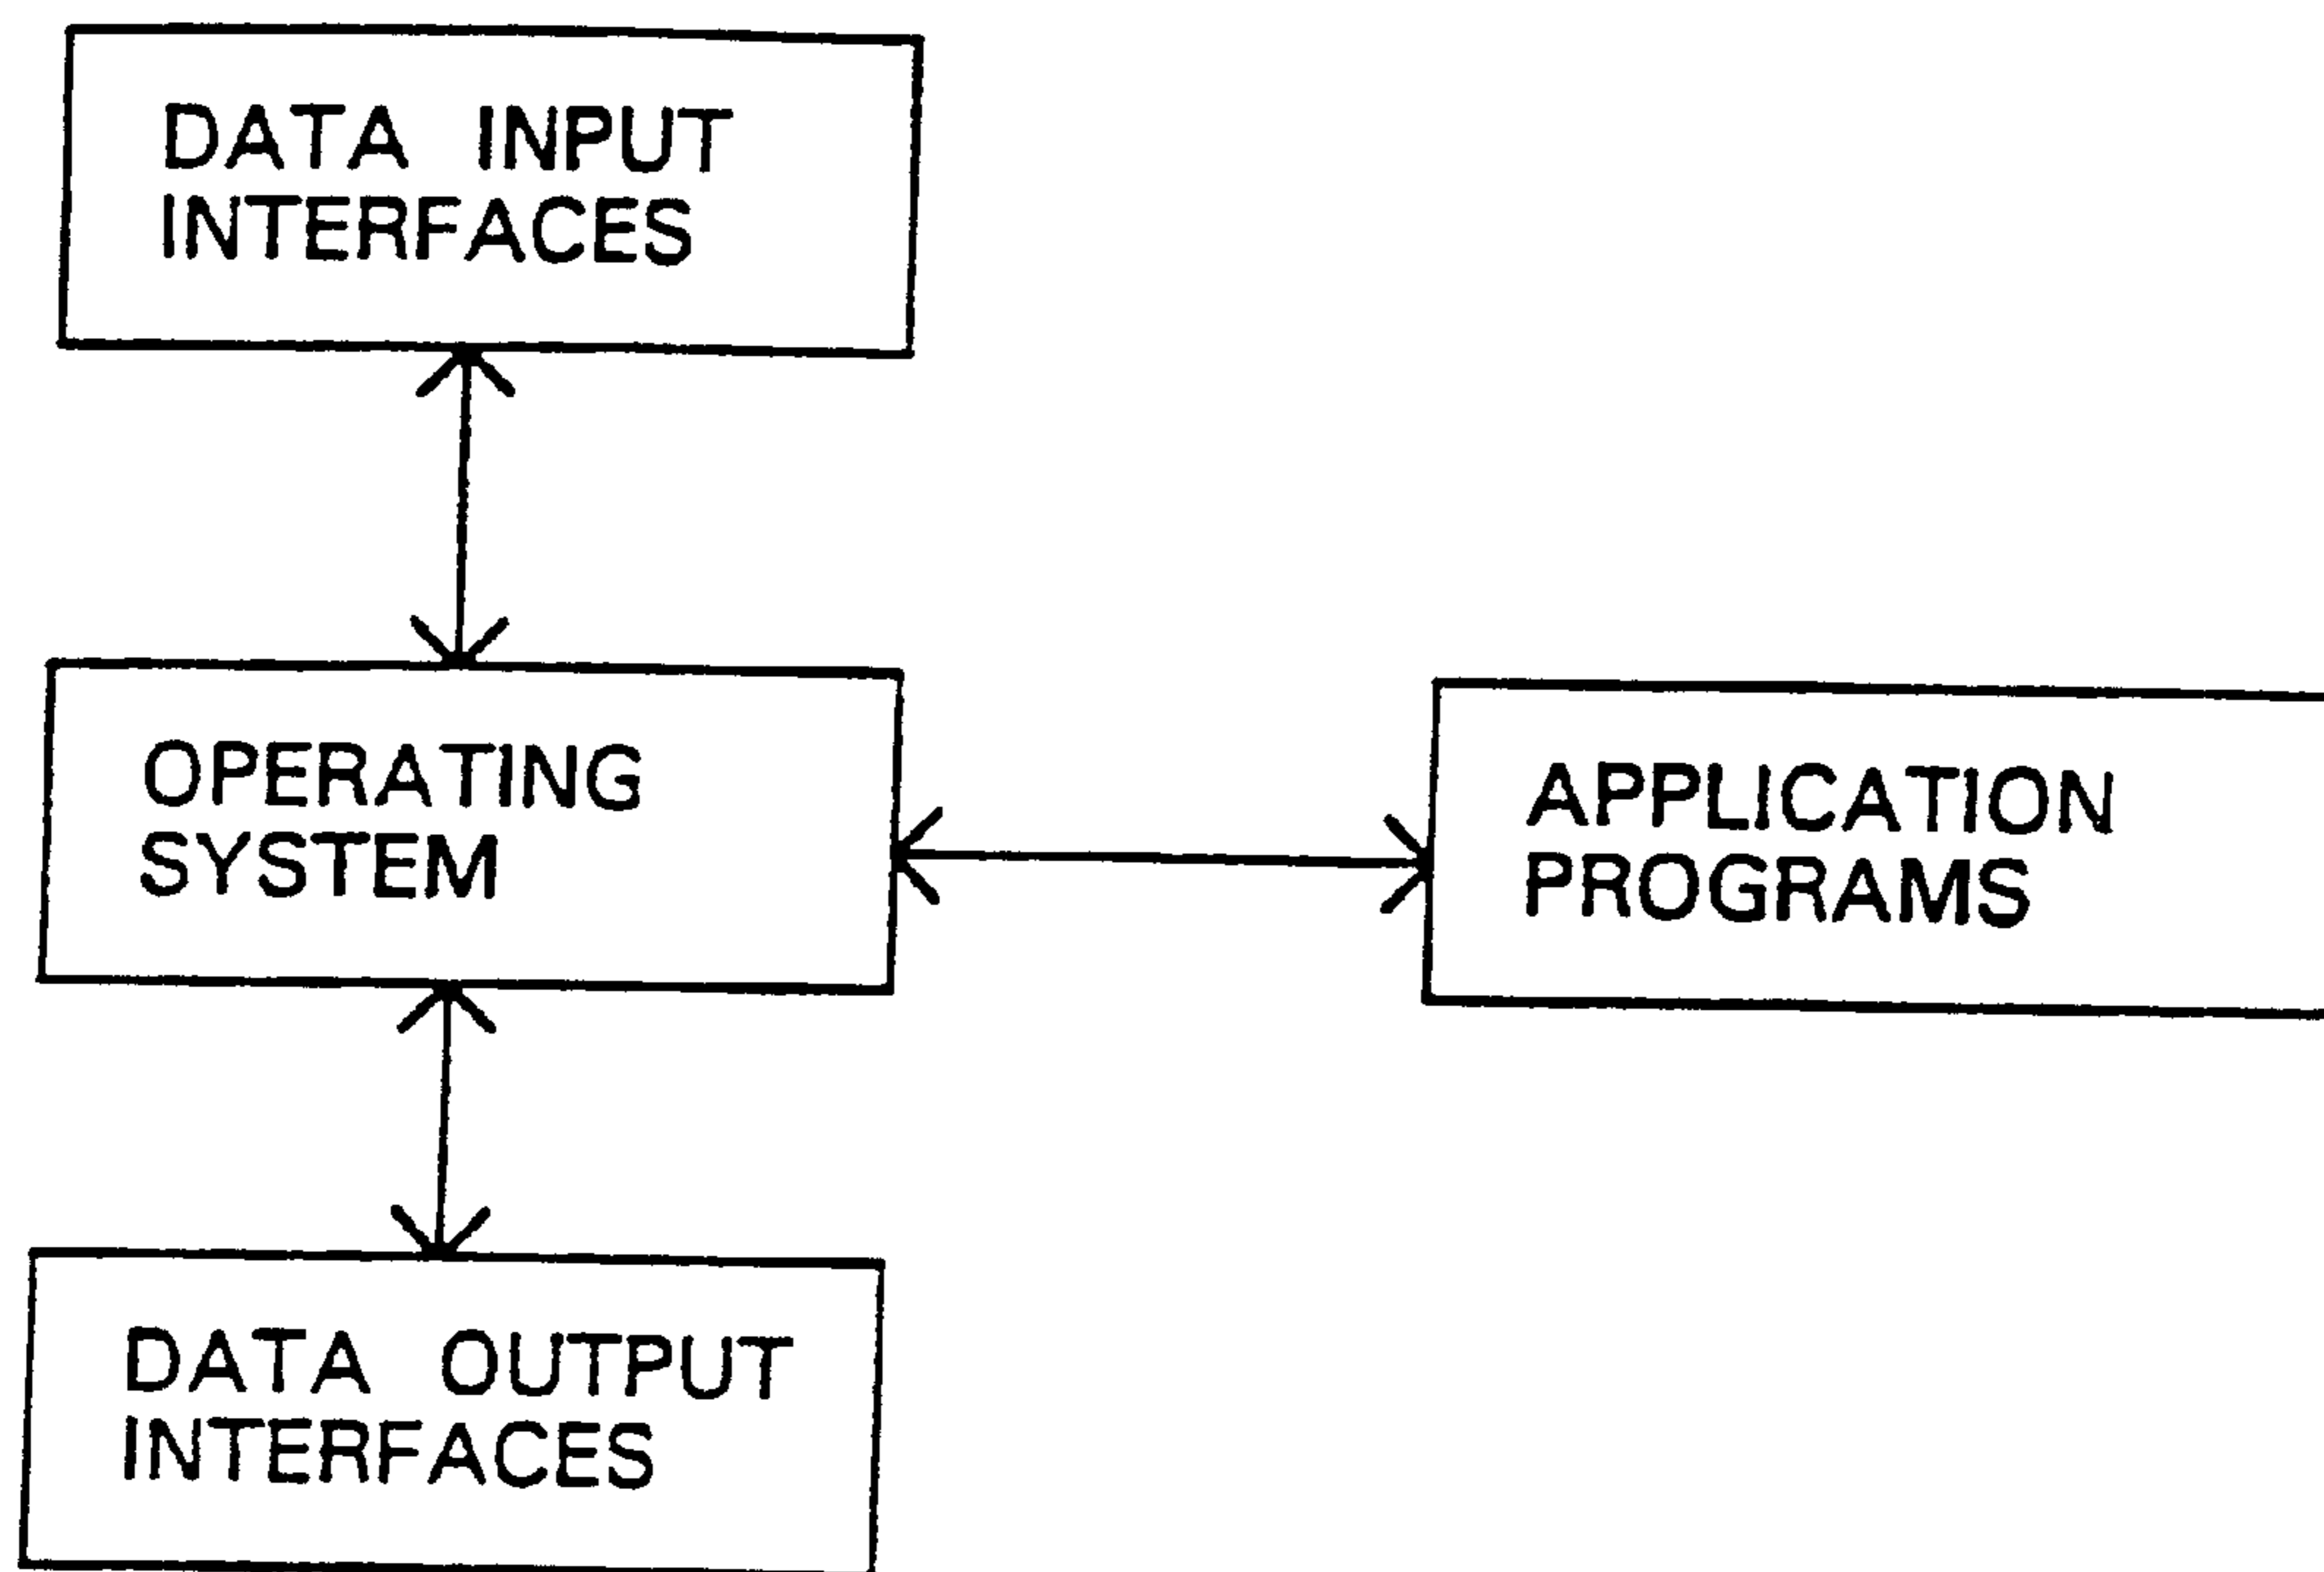 DATA INPUT
INTERFACES
OPERATING
SYSTEM
APPLICATION
PROGRAMS
DATA OUTPUT
INTERFACES